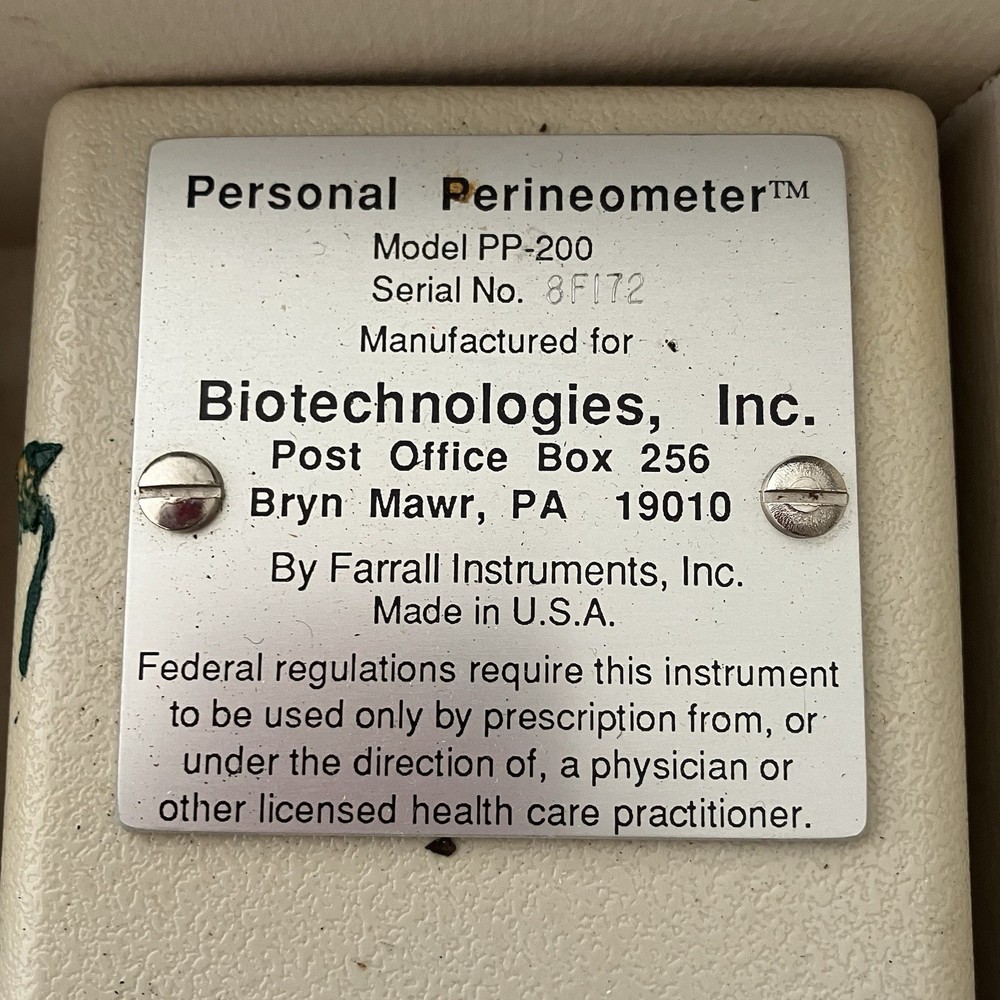 Personal Perineometer™
Model PP-200
Serial No. 8F172
Manufactured for
Biotechnologies, Inc.
Post Office Box 256
Bryn Mawr, PA 19010
By Farrall Instruments, Inc.
Made in U.S.A.
Federal regulations require this instrument
to be used only by prescription from, or
under the direction of, a physician or
other licensed health care practitioner.